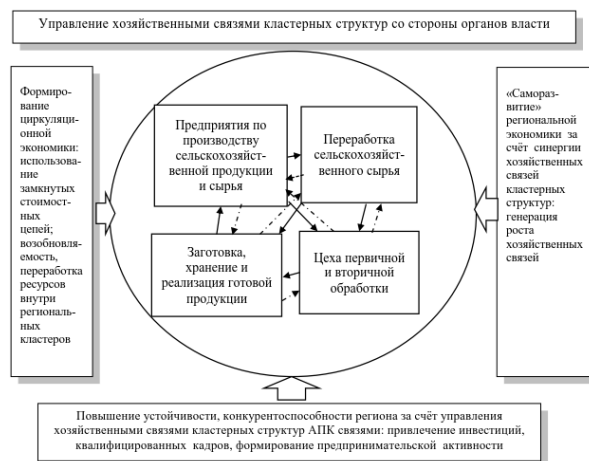 Управление хозяйственными связями кластерных структур со стороны органов власти
Формиро-
вание
циркуляци-
онной
экономики:
использова-
ние
замкнутых
стоимост-
ных
цепей;
возобновля-
емость,
переработка
ресурсов
внутри
региональ-
ных
кластеров
Предприятия по
производству
сельскохозяйст-
венной продукции
и сырья
Переработка
сельскохозяйст-
венного сырья
Заготовка,
хранение и
реализация готовой
продукции
Цеха первичной и
вторичной
обработки
«Самораз-
витие»
региональной
экономики за
счёт синергии
хозяйственных
связей
кластерных
структур:
генерация
роста
хозяйственных
связей
Повышение устойчивости, конкурентоспособности региона за счёт управления
хозяйственными связями кластерных структур АПК связями: привлечение инвестиций,
квалифицированных кадров, формирование предпринимательской активности